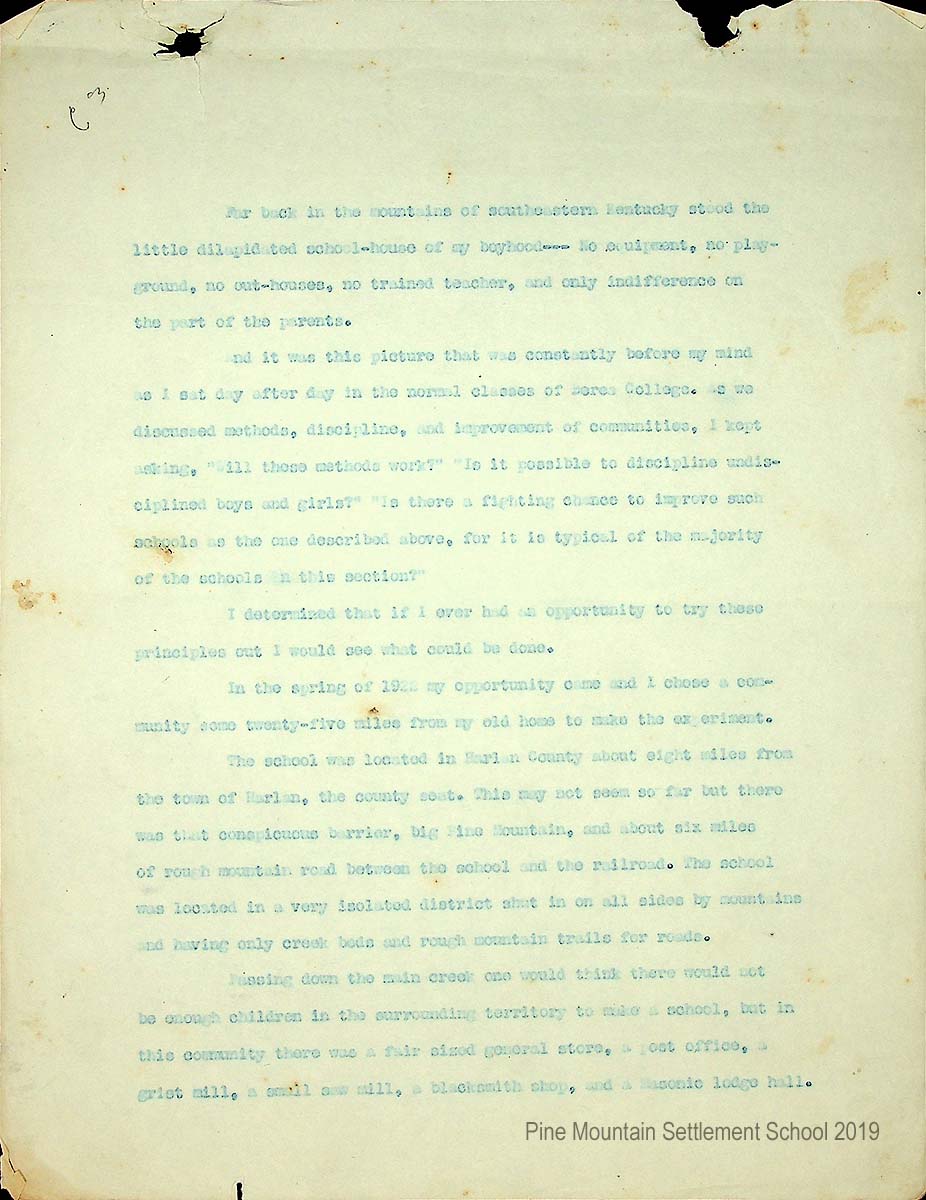 Far back in the mountains of southeastern Kentucky stood the
little dilapidated school-house of my boyhood--- No equipment, no play-
ground, no out-houses, no trained teacher, and only indifference on
the part of the parents.
And it was this picture that was constantly before my mind
as I sat day after day in the normal classes of Berea College. As we
discussed methods, discipline, and improvement of communities, I kept
asking, "Will these methods work?" "Is it possible to discipline undis-
ciplined boys and girls?" "Is there a fighting chance to improve such
schools as the one described above, for it is typical of the majority
of the schools in this section?"
I determined that if I ever had an opportunity to try these
principles out I would see what could be done.
In the spring of my opportunity came and I chose a com-
munity some twenty-five miles from my old home to make the experiment.
The school was located in Harlan County about eight miles from
the town of Harlan, the county seat. This may not seem so far but there
was that conspicuous barrier, big Pine Mountain, and about six miles
of rough mountain road between the school and the railroad. The school
was located in a very isolated district shut in on all sides by mountains
and having only creek beds and rough mountain trails for roads.
Passing down the main creek one would think there would not
be enough children in the surrounding territory to make a school, but in
this community there was a fair sized general store, a post office, a
grist mill, a small saw mill, a blacksmith shop, and a Masonic lodge hall.
Pine Mountain Settlement School 2019